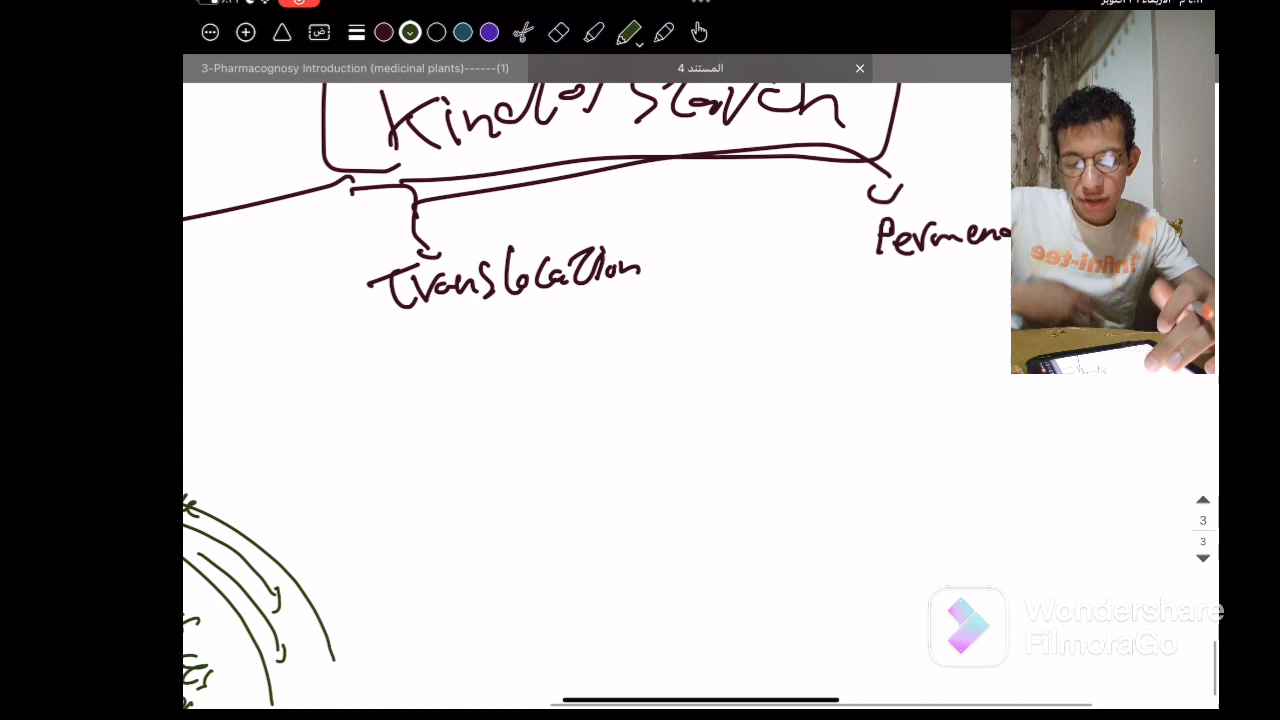 3-Pharmacognosy Introduction (medicinal plants)------(1)
المستند 4
Kind of starch
Translocation
Permena
3
3
Wondershare
FilmoraGo